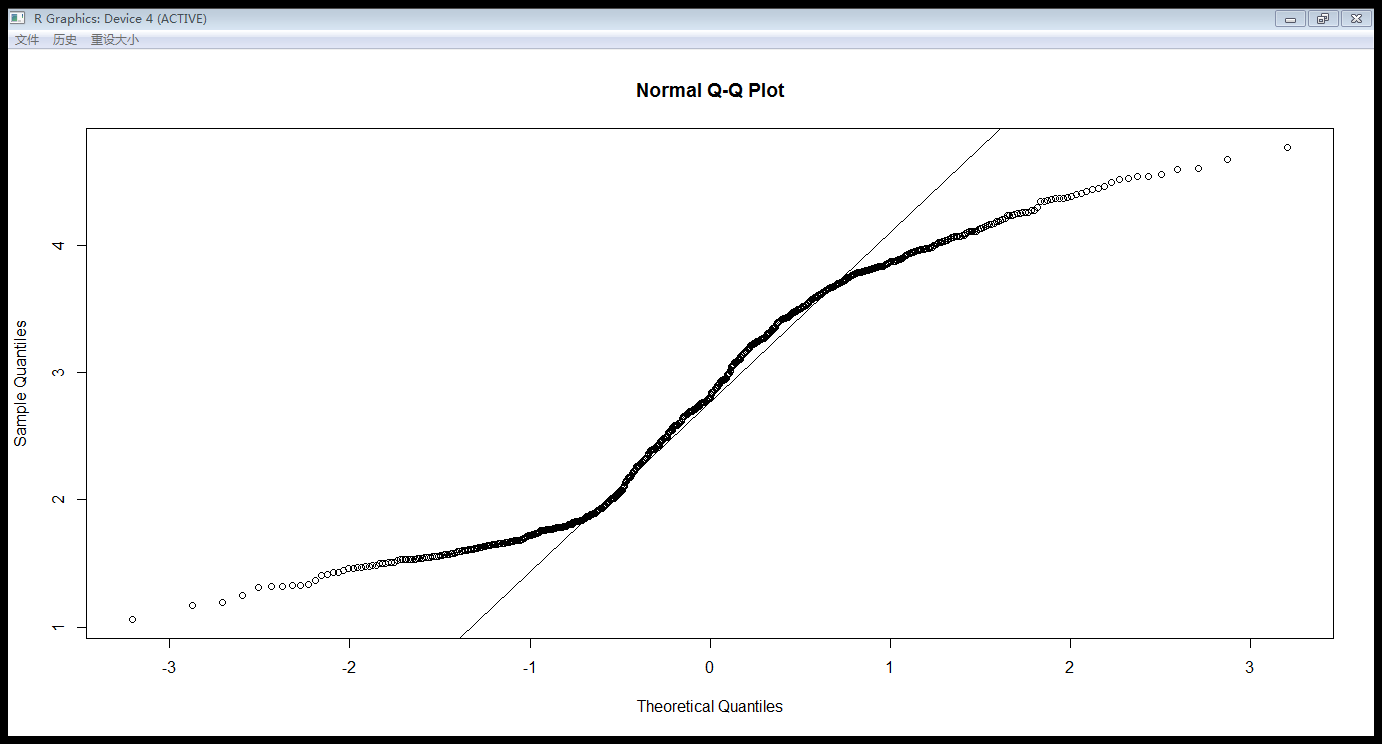 R Graphics: Device 4 (ACTIVE)
文件 历史 重设大小
Normal Q-Q Plot
Sample Quantiles
4
3
2
1
-3 -2 -1 0 1 2 3
Theoretical Quantiles